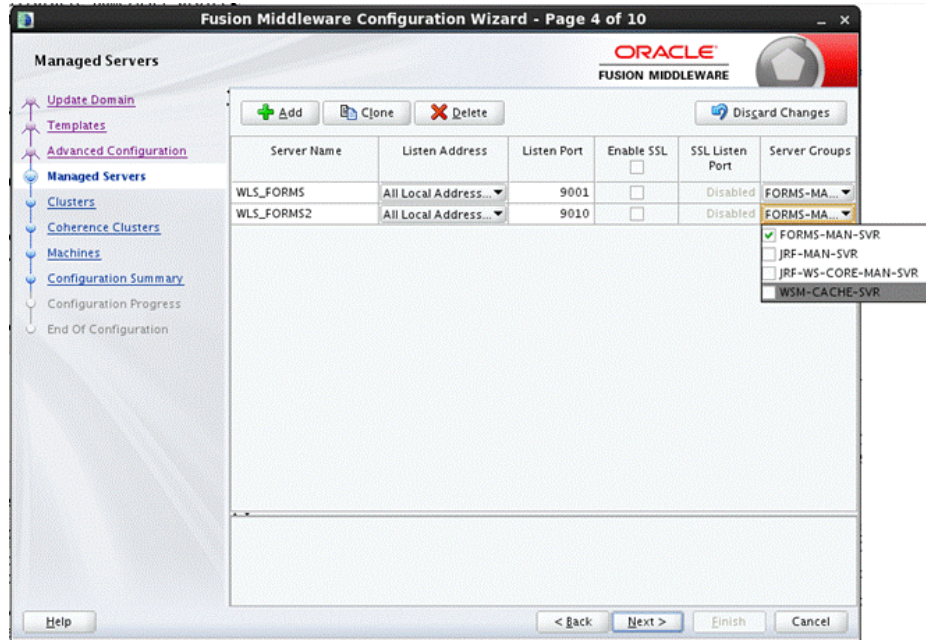 Fusion Middleware Configuration Wizard - Page 4 of 10
Managed Servers
ORACLE
FUSION MIDDLEWARE
Update Domain
Templates
Advanced Configuration
Managed Servers
Clusters
Coherence Clusters
Machines
Configuration Summary
Configuration Progress
End Of Configuration
Add Clone Delete Discard Changes
Server Name Listen Address Listen Port Enable SSL SSL Listen Port Server Groups
WLS_FORMS All Local Address... 9001 Disabled FORMS-MA...
WLS_FORMS2 All Local Address... 9010 Disabled FORMS-MA...
FORMS-MAN-SVR
JRF-MAN-SVR
JRF-WS-CORE-MAN-SVR
WSM-CACHE-SVR
Help < Back Next > Finish Cancel